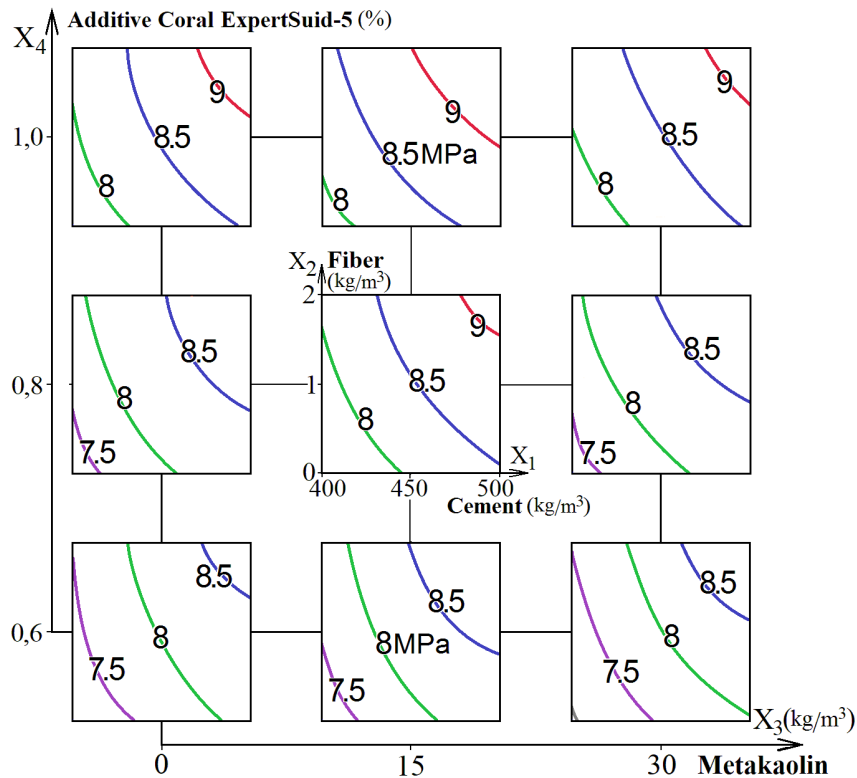 Additive Coral ExpertSuid-5 (%)
X4
9
9
9
1,0
8.5
8.5MPa
8.5
8
8
8
X2 Fiber
(kg/m³)
2
9
8.5
8.5
0,8
8
1
8.5
8
8
7.5
7.5
0
X1
400 450 500
Cement (kg/m³)
8.5
8.5
8.5
0,6
8
8MPa
8
7.5
7.5
7.5
X3(kg/m³)
0 15 30 Metakaolin